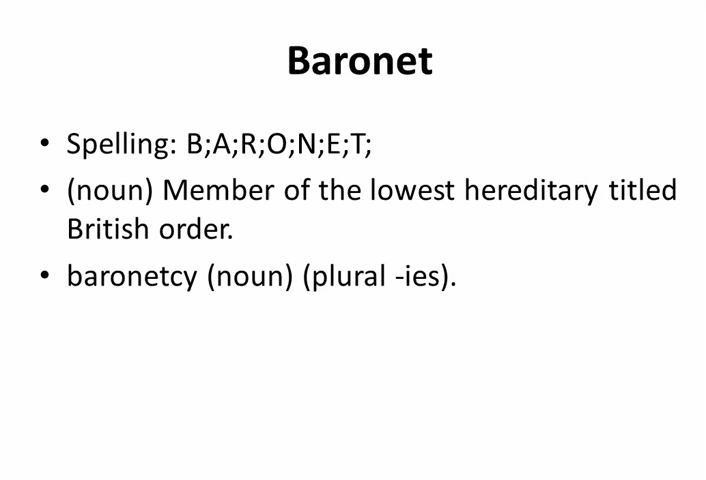 Baronet
• Spelling: B;A;R;O;N;E;T;
• (noun) Member of the lowest hereditary titled
British order.
• baronetcy (noun) (plural -ies).